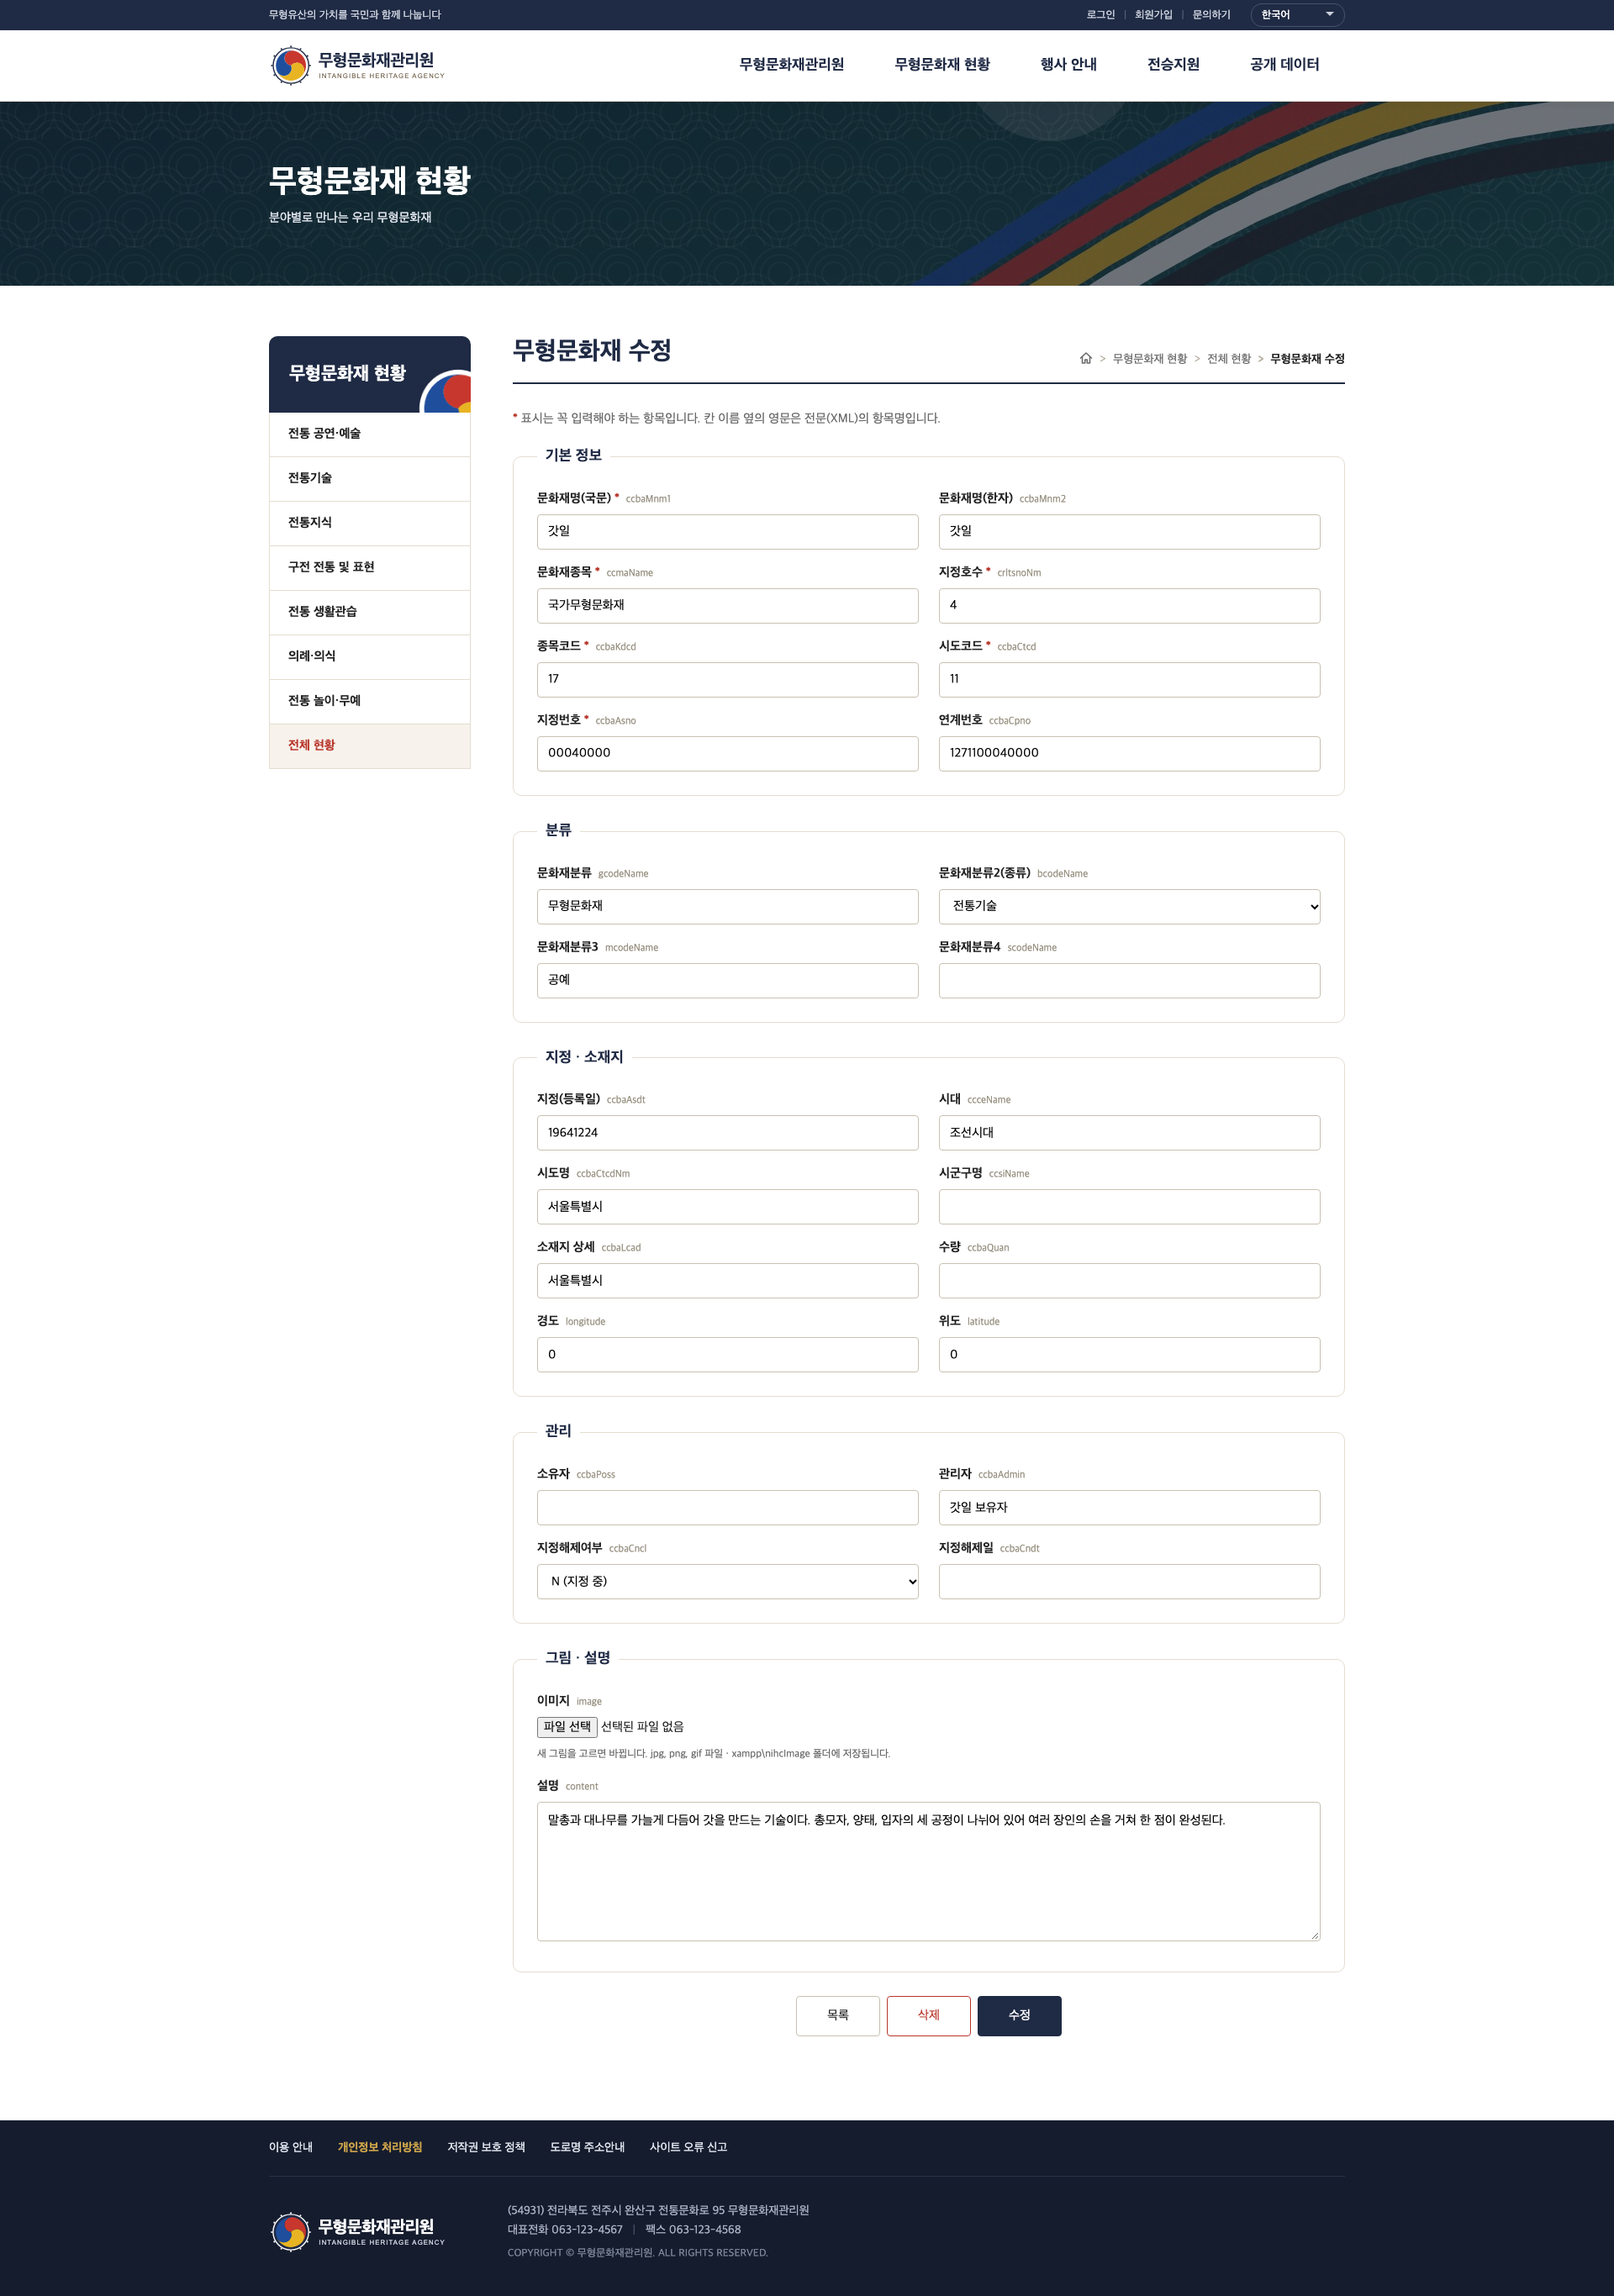 무형유산의 가치를 국민과 함께 나눕니다
로그인 | 회원가입 | 문의하기 한국어
무형문화재관리원
INTANGIBLE HERITAGE AGENCY
무형문화재관리원 무형문화재 현황 행사 안내 전승지원 공개 데이터
무형문화재 현황
분야별로 만나는 우리 무형문화재
무형문화재 현황
전통 공연·예술
전통기술
전통지식
구전 전통 및 표현
전통 생활관습
의례·의식
전통 놀이·무예
전체 현황
무형문화재 수정
> 무형문화재 현황 > 전체 현황 > 무형문화재 수정
* 표시는 꼭 입력해야 하는 항목입니다. 칸 이름 옆의 영문은 전문(XML)의 항목명입니다.
기본 정보
문화재명(국문) * ccbaMnm1 문화재명(한자) ccbaMnm2
갓일 갓일
문화재종목 * ccmaName 지정호수 * crltsnoNm
국가무형문화재 4
종목코드 * ccbaKdcd 시도코드 * ccbaCtcd
17 11
지정번호 * ccbaAsno 연계번호 ccbaCpno
00040000 1271100040000
분류
문화재분류 gcodeName 문화재분류2(종류) bcodeName
무형문화재 전통기술
문화재분류3 mcodeName 문화재분류4 scodeName
공예
지정 · 소재지
지정(등록일) ccbaAsdt 시대 ccceName
19641224 조선시대
시도명 ccbaCtcdNm 시군구명 ccsiName
서울특별시
소재지 상세 ccbaLcad 수량 ccbaQuan
서울특별시
경도 longitude 위도 latitude
0 0
관리
소유자 ccbaPoss 관리자 ccbaAdmin
갓일 보유자
지정해제여부 ccbaCncl 지정해제일 ccbaCndt
N (지정 중)
그림 · 설명
이미지 image
파일 선택 선택된 파일 없음
새 그림을 고르면 바뀝니다. jpg, png, gif 파일 · xampp\nihcImage 폴더에 저장됩니다.
설명 content
말총과 대나무를 가늘게 다듬어 갓을 만드는 기술이다. 총모자, 양태, 입자의 세 공정이 나뉘어 있어 여러 장인의 손을 거쳐 한 점이 완성된다.
목록 삭제 수정
이용 안내 개인정보 처리방침 저작권 보호 정책 도로명 주소안내 사이트 오류 신고
무형문화재관리원
INTANGIBLE HERITAGE AGENCY
(54931) 전라북도 전주시 완산구 전통문화로 95 무형문화재관리원
대표전화 063-123-4567 | 팩스 063-123-4568
COPYRIGHT © 무형문화재관리원. ALL RIGHTS RESERVED.